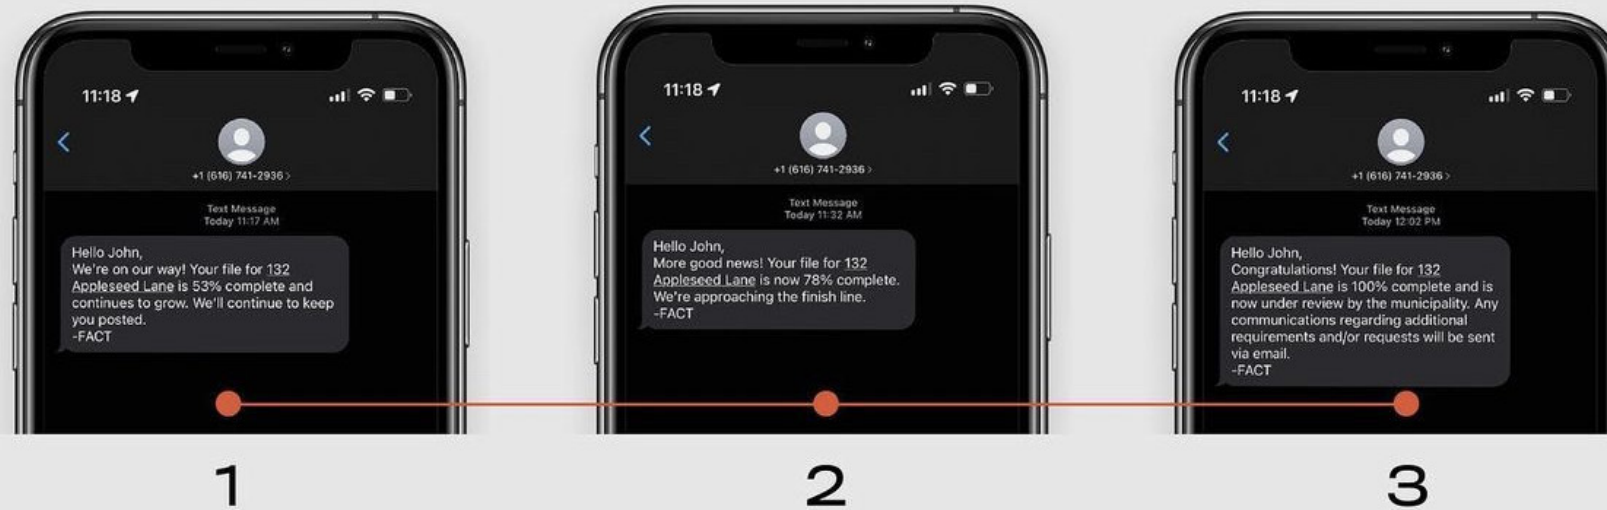 11:18
+1 (616) 741-2936 >
Text Message
Today 11:17 AM
Hello John,
We're on our way! Your file for 132
Appleseed Lane is 53% complete and
continues to grow. We'll continue to keep
you posted.
-FACT
1
11:18
+1 (616) 741-2936 >
Text Message
Today 11:32 AM
Hello John,
More good news! Your file for 132
Appleseed Lane is now 78% complete.
We're approaching the finish line.
-FACT
2
11:18
+1 (616) 741-2936 >
Text Message
Today 12:02 PM
Hello John,
Congratulations! Your file for 132
Appleseed Lane is 100% complete and is
now under review by the municipality. Any
communications regarding additional
requirements and/or requests will be sent
via email.
-FACT
3